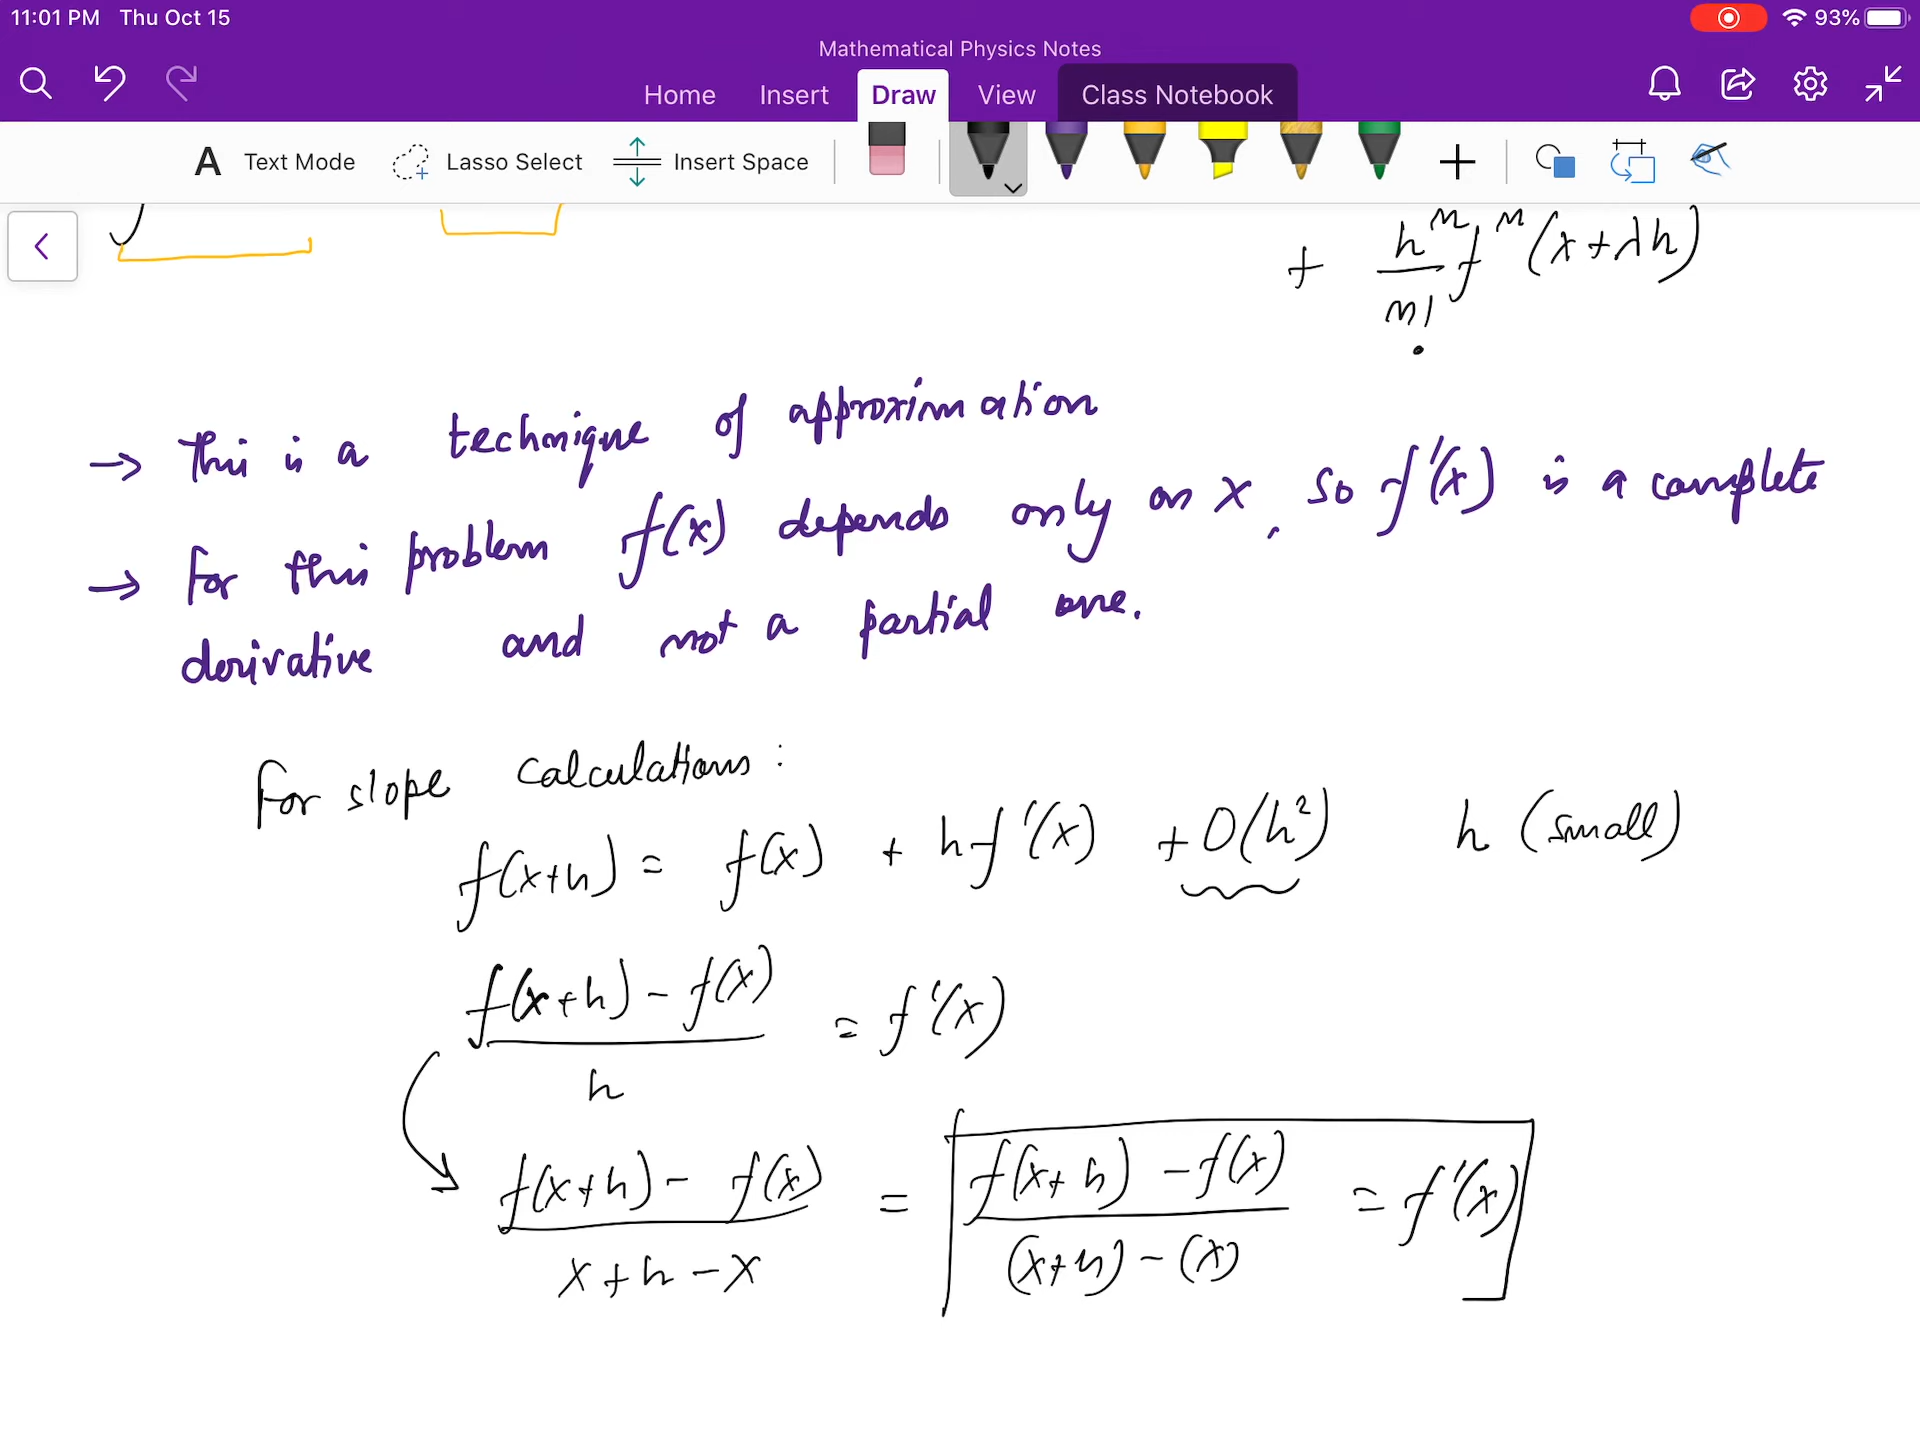 11:01 PM Thu Oct 15 93%
Mathematical Physics Notes
Home Insert Draw View Class Notebook
A Text Mode Lasso Select Insert Space
+ h^n/n! f^n (x+λh)
→ This is a technique of approximation
→ For this problem f(x) depends only on x, so f'(x) is a complete
derivative and not a partial one.
For slope calculations:
f(x+h) = f(x) + hf'(x) + O(h²) h (small)
f(x+h) - f(x) / h = f'(x)
f(x+h) - f(x) / x+h-x = f(x+h) - f(x) / (x+h) - (x) = f'(x)